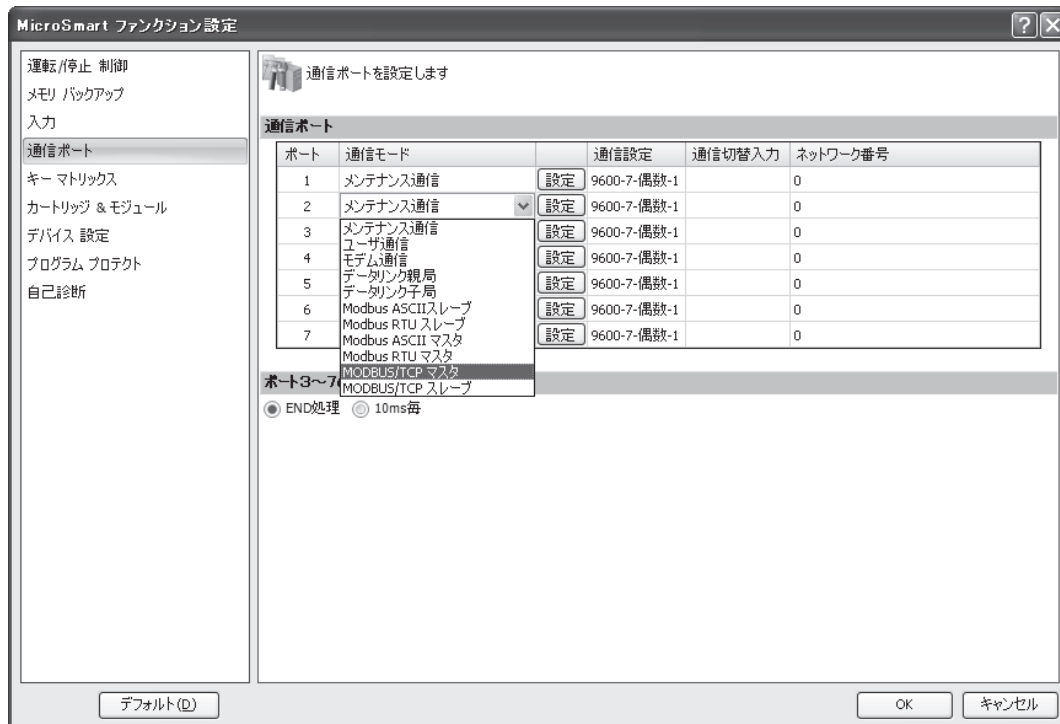 MicroSmart ファンクション設定
運転/停止 制御
メモリ バックアップ
入力
通信ポート
キー マトリックス
カートリッジ & モジュール
デバイス 設定
プログラム プロテクト
自己診断
通信ポートを設定します
通信ポート
ポート 通信モード 通信設定 通信切替入力 ネットワーク番号
1 メンテナンス通信 設定 9600-7-偶数-1 0
2 メンテナンス通信 設定 9600-7-偶数-1 0
3 設定 9600-7-偶数-1 0
4 設定 9600-7-偶数-1 0
5 設定 9600-7-偶数-1 0
6 設定 9600-7-偶数-1 0
7 設定 9600-7-偶数-1 0
メンテナンス通信
ユーザ通信
モデム通信
データリンク親局
データリンク子局
Modbus ASCIIスレーブ
Modbus RTU スレーブ
Modbus ASCII マスタ
Modbus RTU マスタ
MODBUS/TCP マスタ
MODBUS/TCP スレーブ
ポート3～7
END処理 10ms毎
デフォルト(D)
OK
キャンセル